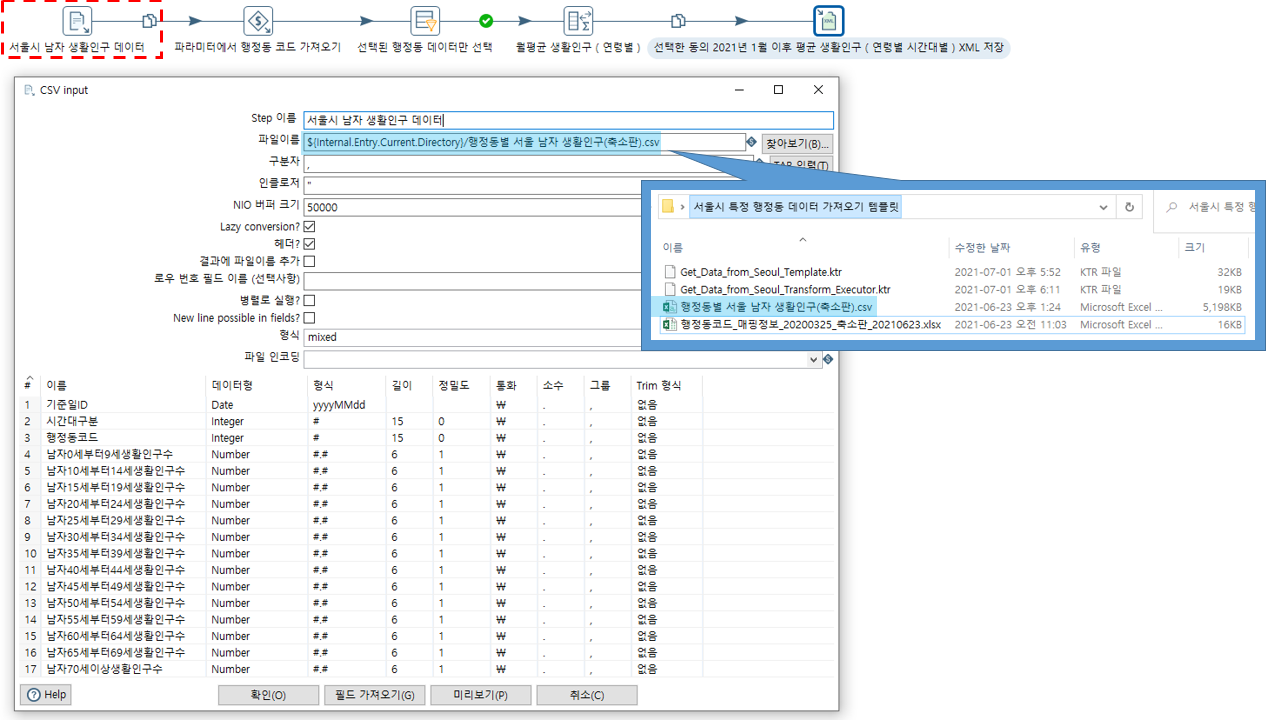 서울시 남자 생활인구 데이터 파라미터에서 행정동 코드 가져오기 선택된 행정동 데이터만 선택 월평균 생활인구 ( 연령별 ) 선택한 동의 2021년 1월 이후 평균 생활인구 ( 연령별 시간대별 ) XML 저장
CSV input
Step 이름 서울시 남자 생활인구 데이터
파일이름 ${Internal.Entry.Current.Directory}/행정동별 서울 남자 생활인구(축소판).csv 찾아보기(B)...
구분자 , TAB 입력(T)
인클로저 "
NIO 버퍼 크기 50000
Lazy conversion?
헤더?
결과에 파일이름 추가
로우 번호 필드 이름 (선택사항)
병렬로 실행?
New line possible in fields?
형식 mixed
파일 인코딩
서울시 특정 행정동 데이터 가져오기 템플릿 서울시 특정
이름 수정한 날짜 유형 크기
Get_Data_from_Seoul_Template.ktr 2021-07-01 오후 5:52 KTR 파일 32KB
Get_Data_from_Seoul_Transform_Executor.ktr 2021-07-01 오후 6:11 KTR 파일 19KB
행정동별 서울 남자 생활인구(축소판).csv 2021-06-23 오후 1:24 Microsoft Excel ... 5,198KB
행정동코드_매핑정보_20200325_축소판_20210623.xlsx 2021-06-23 오전 11:03 Microsoft Excel ... 16KB
# 이름 데이터형 형식 길이 정밀도 통화 소수 그룹 Trim 형식
1 기준일ID Date yyyyMMdd ₩ . , 없음
2 시간대구분 Integer # 15 0 ₩ . , 없음
3 행정동코드 Integer # 15 0 ₩ . , 없음
4 남자0세부터9세생활인구수 Number #.# 6 1 ₩ . , 없음
5 남자10세부터14세생활인구수 Number #.# 6 1 ₩ . , 없음
6 남자15세부터19세생활인구수 Number #.# 6 1 ₩ . , 없음
7 남자20세부터24세생활인구수 Number #.# 6 1 ₩ . , 없음
8 남자25세부터29세생활인구수 Number #.# 6 1 ₩ . , 없음
9 남자30세부터34세생활인구수 Number #.# 6 1 ₩ . , 없음
10 남자35세부터39세생활인구수 Number #.# 6 1 ₩ . , 없음
11 남자40세부터44세생활인구수 Number #.# 6 1 ₩ . , 없음
12 남자45세부터49세생활인구수 Number #.# 6 1 ₩ . , 없음
13 남자50세부터54세생활인구수 Number #.# 6 1 ₩ . , 없음
14 남자55세부터59세생활인구수 Number #.# 6 1 ₩ . , 없음
15 남자60세부터64세생활인구수 Number #.# 6 1 ₩ . , 없음
16 남자65세부터69세생활인구수 Number #.# 6 1 ₩ . , 없음
17 남자70세이상생활인구수 Number #.# 6 1 ₩ . , 없음
Help 확인(O) 필드 가져오기(G) 미리보기(P) 취소(C)